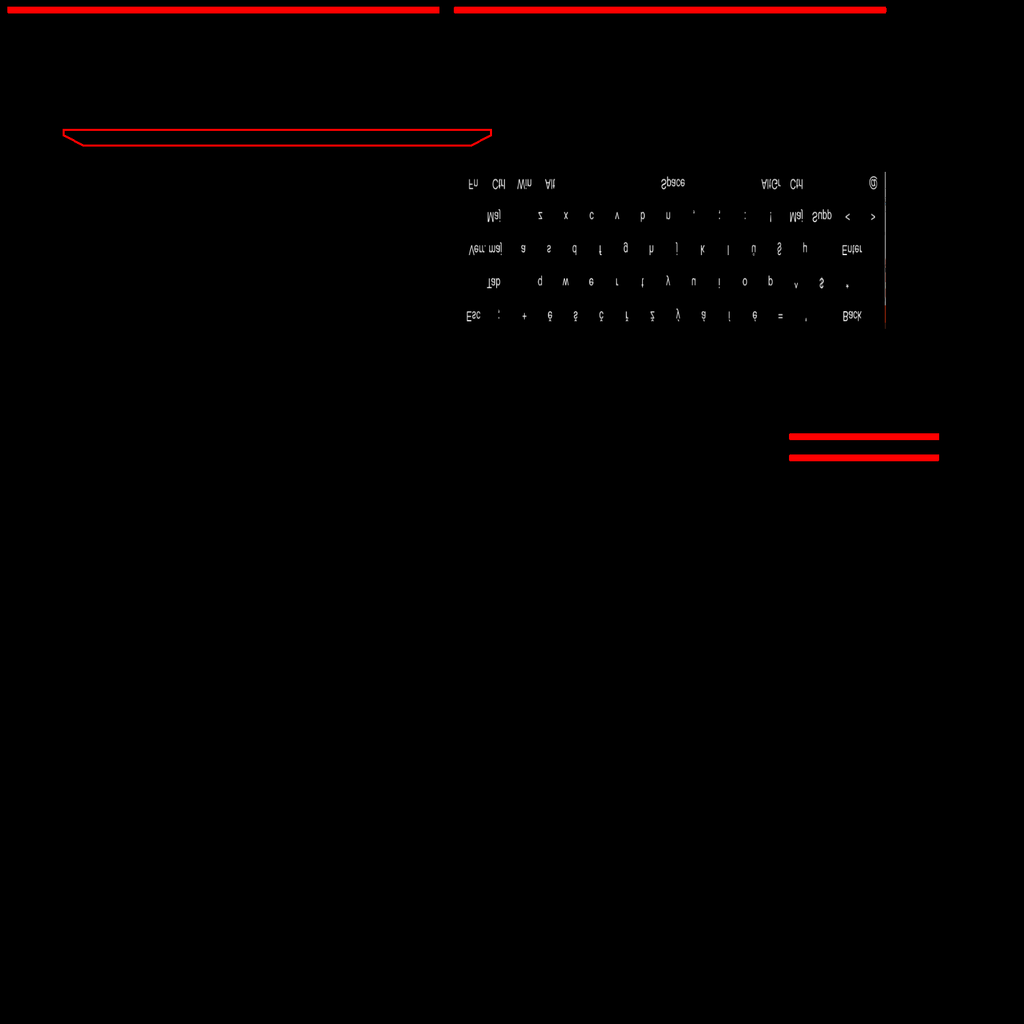 Esc ; + ě š č ř ž ý á í é = ' Back
Tab q w e r t y u i o p ^ $ *
Verr. maj a s d f g h j k l ů § µ Enter
Maj z x c v b n , ; : ! Maj Supp < >
Fn Ctrl Win Alt Space AltGr Ctrl @